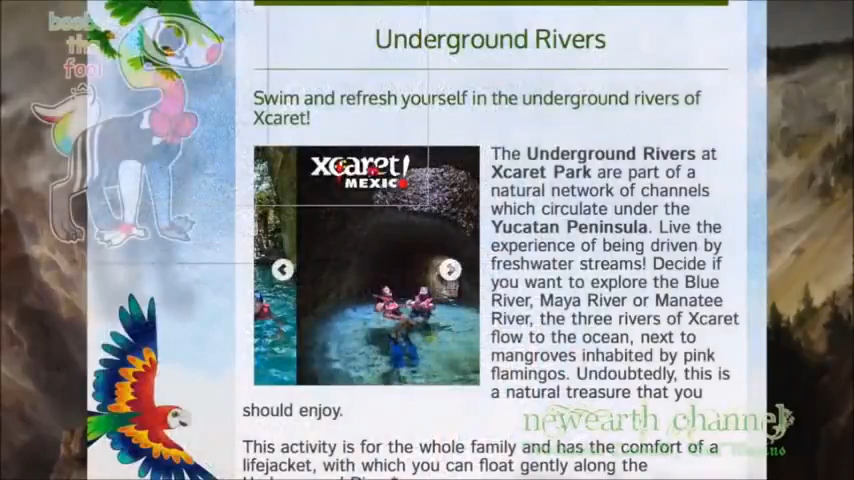 Underground Rivers
Swim and refresh yourself in the underground rivers of
Xcaret!
xcaret!
MEXICO
The Underground Rivers at
Xcaret Park are part of a
natural network of channels
which circulate under the
Yucatan Peninsula. Live the
experience of being driven by
freshwater streams! Decide if
you want to explore the Blue
River, Maya River or Manatee
River, the three rivers of Xcaret
flow to the ocean, next to
mangroves inhabited by pink
flamingos. Undoubtedly, this is
a natural treasure that you
should enjoy.
This activity is for the whole family and has the comfort of a
lifejacket, with which you can float gently along the
the
fool
newearth channel